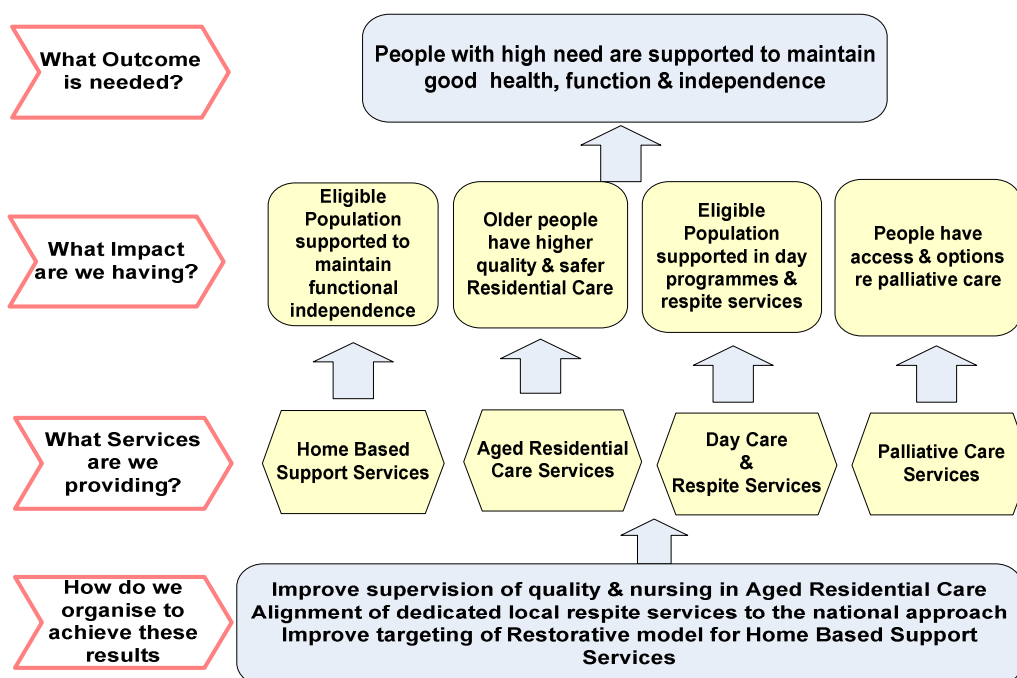 What Outcome
is needed?
People with high need are supported to maintain
good health, function & independence
What Impact
are we having?
Eligible
Population
supported to
maintain
functional
independence
Older people
have higher
quality & safer
Residential Care
Eligible
Population
supported in day
programmes &
respite services
People have
access & options
re palliative care
What Services
are we
providing?
Home Based
Support Services
Aged Residential
Care Services
Day Care
&
Respite Services
Palliative Care
Services
How do we
organise to
achieve these
results
Improve supervision of quality & nursing in Aged Residential Care
Alignment of dedicated local respite services to the national approach
Improve targeting of Restorative model for Home Based Support
Services